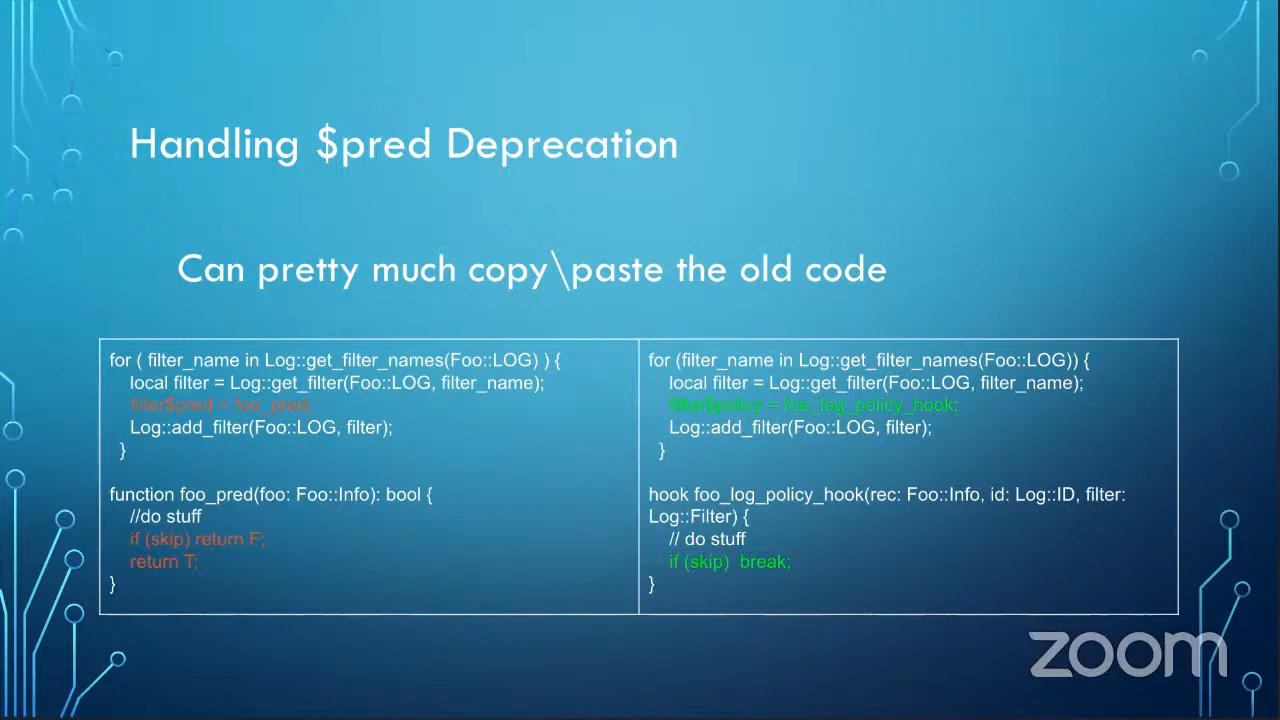 Handling $pred Deprecation
Can pretty much copy\paste the old code
for ( filter_name in Log::get_filter_names(Foo::LOG) ) {
local filter = Log::get_filter(Foo::LOG, filter_name);
filter$pred = foo_pred;
Log::add_filter(Foo::LOG, filter);
}
function foo_pred(foo: Foo::Info): bool {
//do stuff
if (skip) return F;
return T;
}
for (filter_name in Log::get_filter_names(Foo::LOG)) {
local filter = Log::get_filter(Foo::LOG, filter_name);
filter$policy = foo_log_policy_hook;
Log::add_filter(Foo::LOG, filter);
}
hook foo_log_policy_hook(rec: Foo::Info, id: Log::ID, filter:
Log::Filter) {
// do stuff
if (skip)  break;
}
zoom